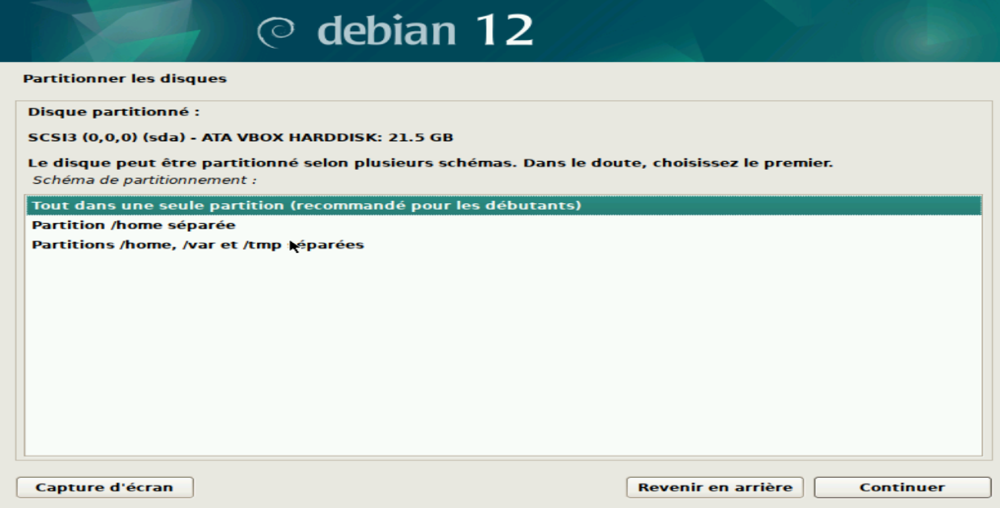 debian 12
Partitionner les disques
Disque partitionné :
SCSI3 (0,0,0) (sda) - ATA VBOX HARDDISK: 21.5 GB
Le disque peut être partitionné selon plusieurs schémas. Dans le doute, choisissez le premier.
Schéma de partitionnement :
Tout dans une seule partition (recommandé pour les débutants)
Partition /home séparée
Partitions /home, /var et /tmp séparées
Capture d'écran
Revenir en arrière
Continuer